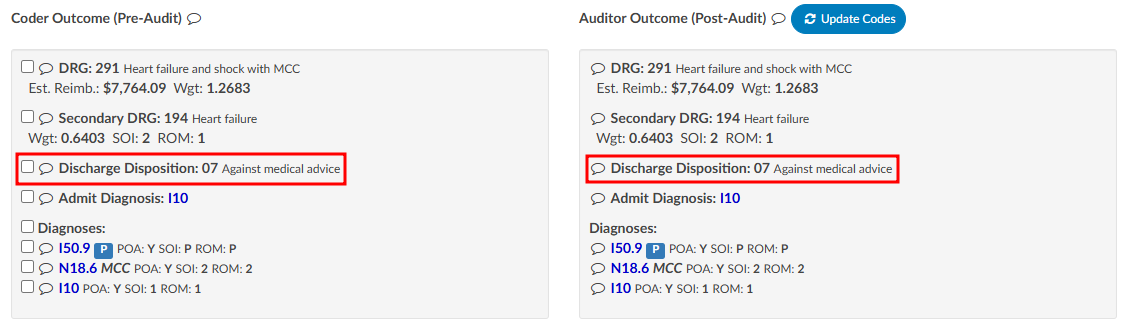 Coder Outcome (Pre-Audit)
DRG: 291 Heart failure and shock with MCC
Est. Reimb.: $7,764.09 Wgt: 1.2683
Secondary DRG: 194 Heart failure
Wgt: 0.6403 SOI: 2 ROM: 1
Discharge Disposition: 07 Against medical advice
Admit Diagnosis: I10
Diagnoses:
I50.9 P POA: Y SOI: P ROM: P
N18.6 MCC POA: Y SOI: 2 ROM: 2
I10 POA: Y SOI: 1 ROM: 1
Auditor Outcome (Post-Audit) Update Codes
DRG: 291 Heart failure and shock with MCC
Est. Reimb.: $7,764.09 Wgt: 1.2683
Secondary DRG: 194 Heart failure
Wgt: 0.6403 SOI: 2 ROM: 1
Discharge Disposition: 07 Against medical advice
Admit Diagnosis: I10
Diagnoses:
I50.9 P POA: Y SOI: P ROM: P
N18.6 MCC POA: Y SOI: 2 ROM: 2
I10 POA: Y SOI: 1 ROM: 1